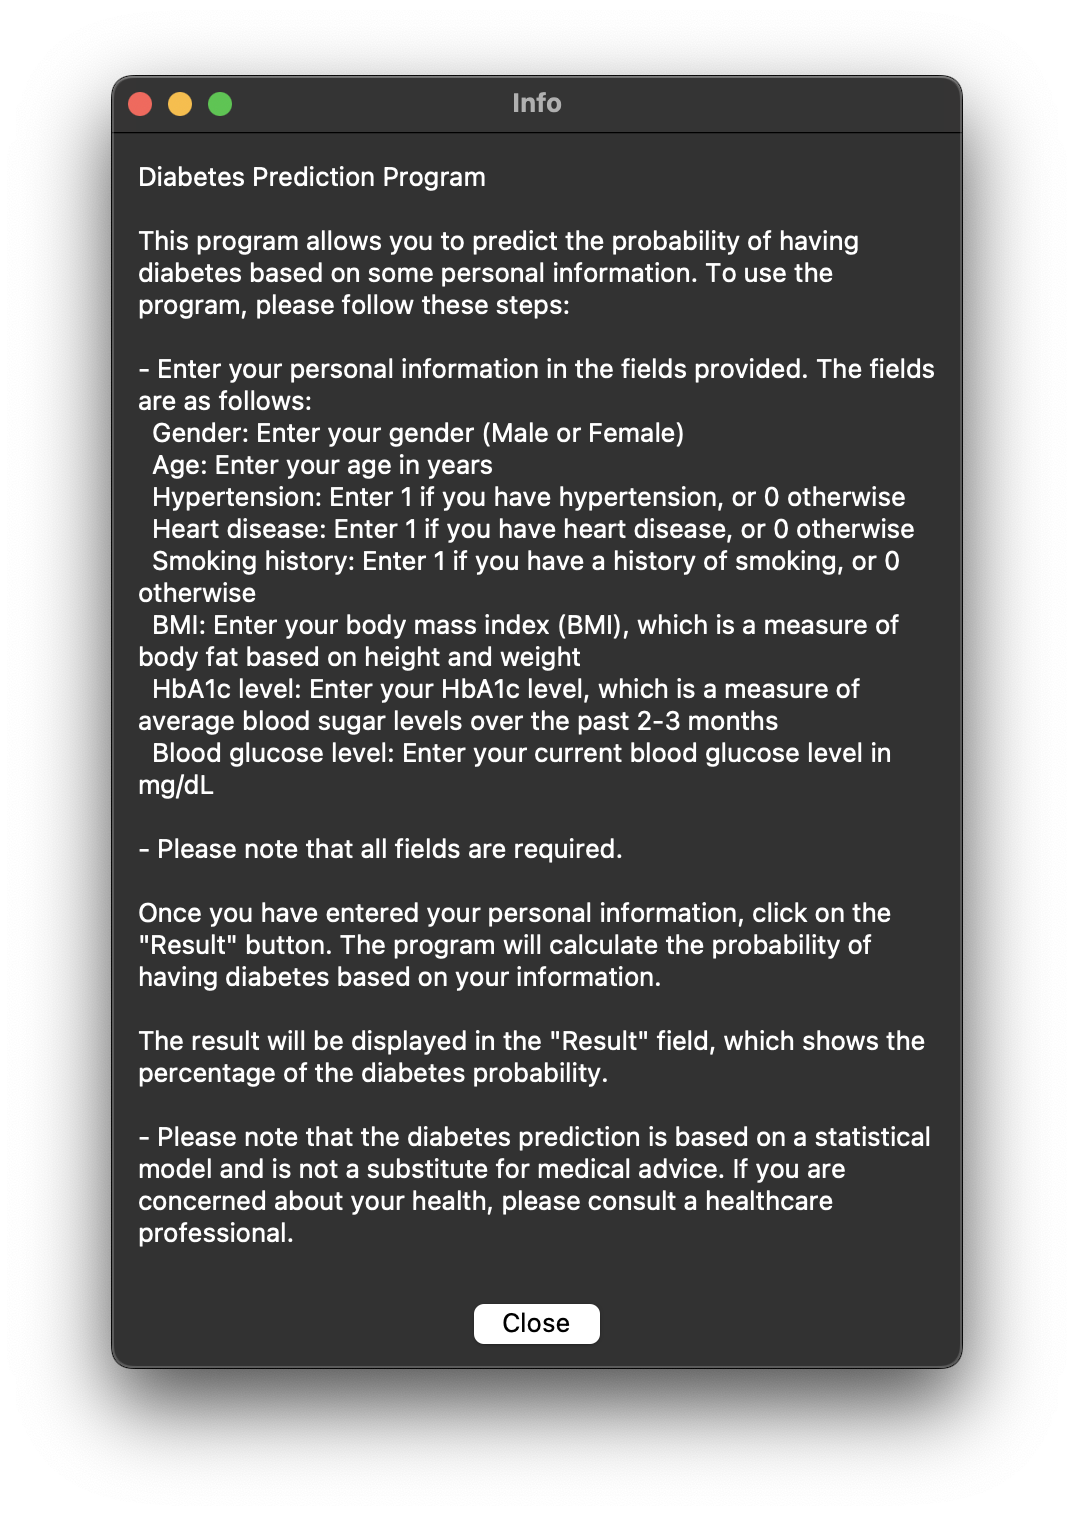 Info
Diabetes Prediction Program
This program allows you to predict the probability of having
diabetes based on some personal information. To use the
program, please follow these steps:
- Enter your personal information in the fields provided. The fields
are as follows:
Gender: Enter your gender (Male or Female)
Age: Enter your age in years
Hypertension: Enter 1 if you have hypertension, or 0 otherwise
Heart disease: Enter 1 if you have heart disease, or 0 otherwise
Smoking history: Enter 1 if you have a history of smoking, or 0
otherwise
BMI: Enter your body mass index (BMI), which is a measure of
body fat based on height and weight
HbA1c level: Enter your HbA1c level, which is a measure of
average blood sugar levels over the past 2-3 months
Blood glucose level: Enter your current blood glucose level in
mg/dL
- Please note that all fields are required.
Once you have entered your personal information, click on the
"Result" button. The program will calculate the probability of
having diabetes based on your information.
The result will be displayed in the "Result" field, which shows the
percentage of the diabetes probability.
- Please note that the diabetes prediction is based on a statistical
model and is not a substitute for medical advice. If you are
concerned about your health, please consult a healthcare
professional.
Close